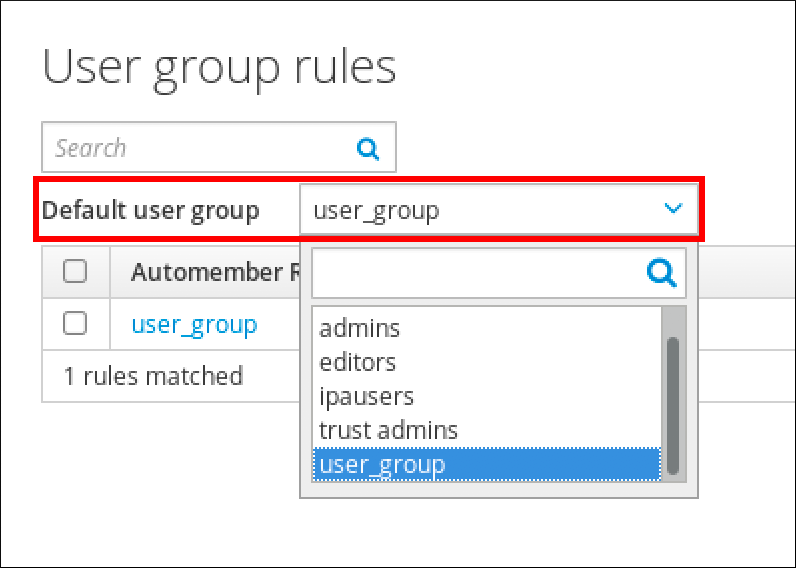 User group rules
Search
Default user group user_group
Automember R
user_group
1 rules matched
admins
editors
ipausers
trust admins
user_group